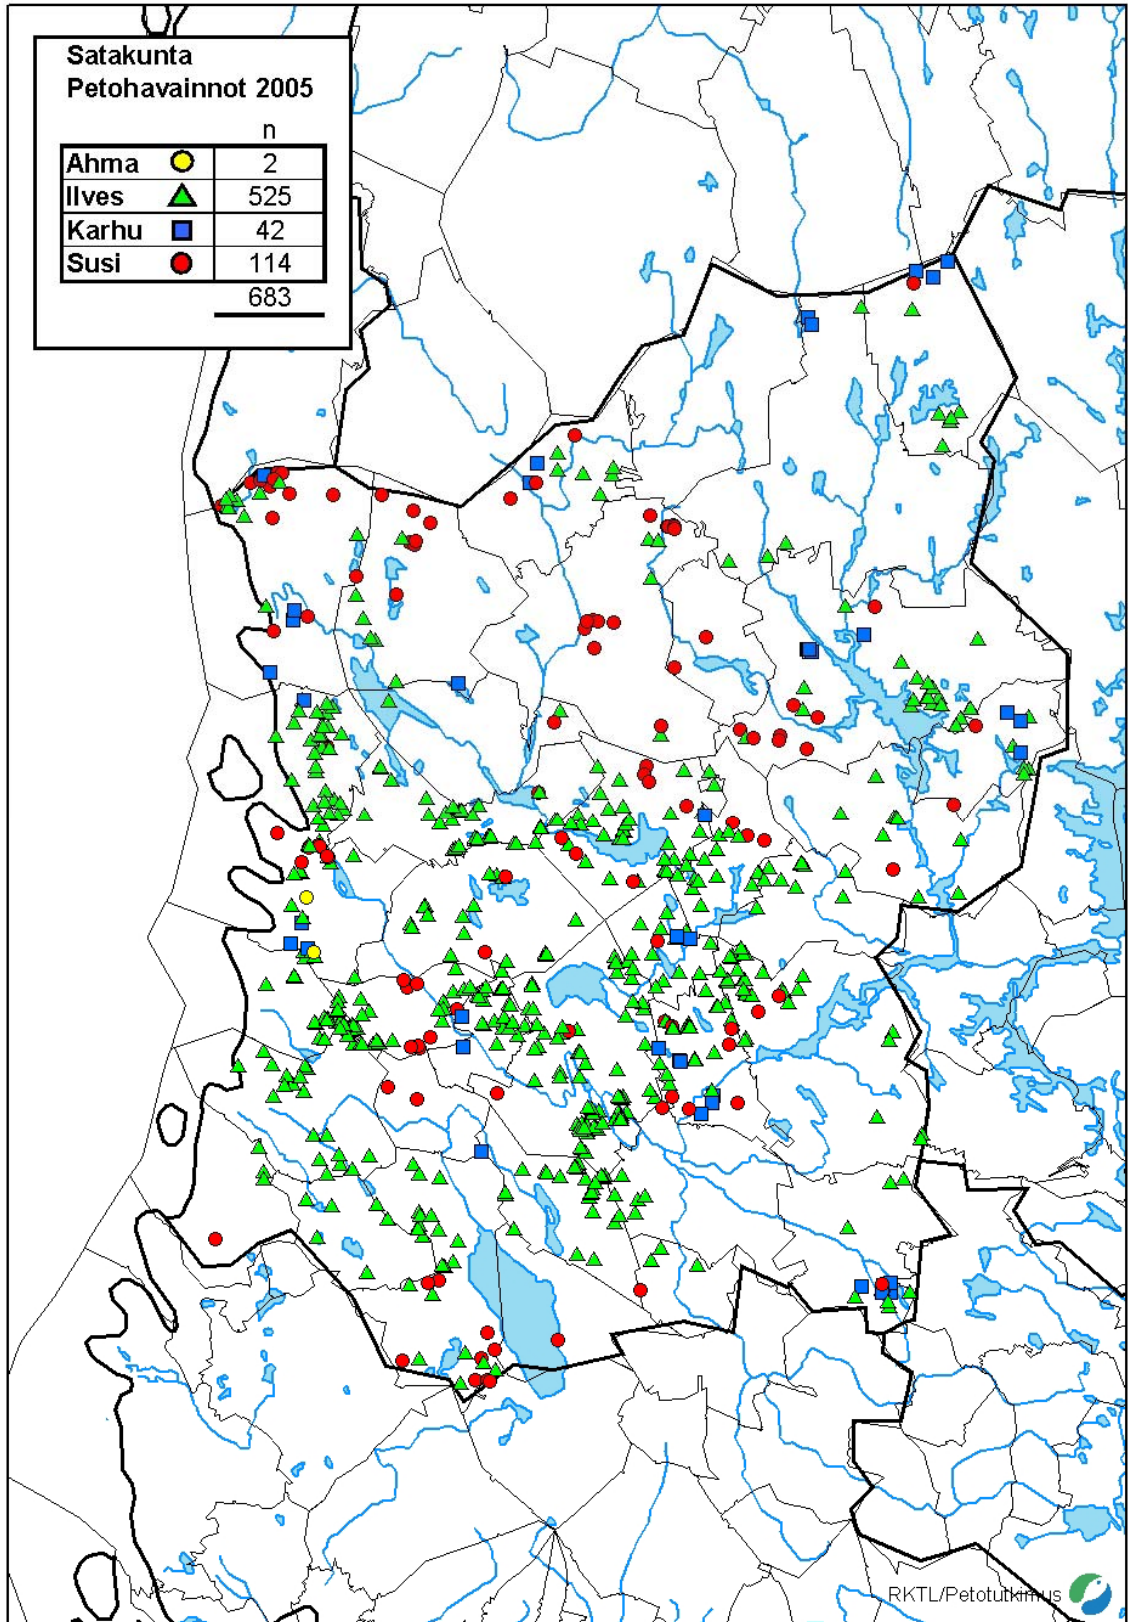 Satakunta
Petohavainnot 2005
n
Ahma 2
Ilves 525
Karhu 42
Susi 114
683
RKTL/Petotutkimus